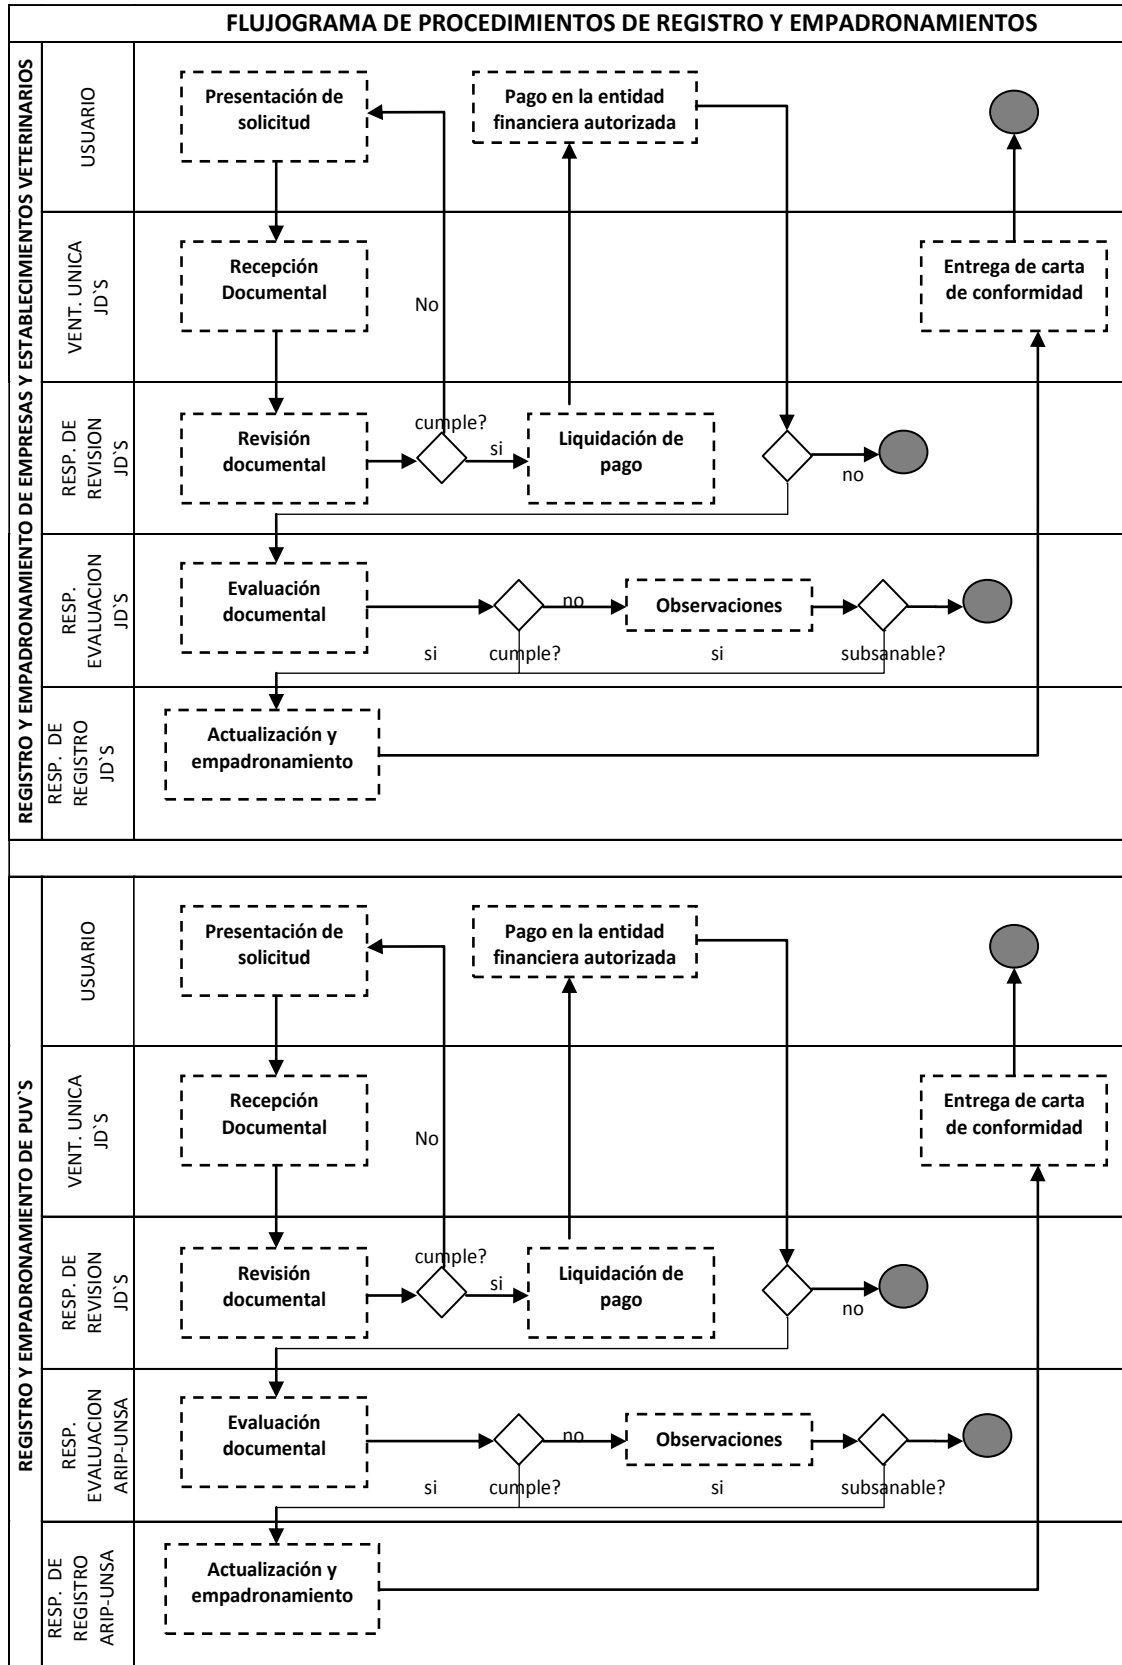 FLUJOGRAMA DE PROCEDIMIENTOS DE REGISTRO Y EMPADRONAMIENTOS
REGISTRO Y EMPADRONAMIENTO DE EMPRESAS Y ESTABLECIMIENTOS VETERINARIOS
USUARIO
Presentación de
solicitud
Pago en la entidad
financiera autorizada
VENT. UNICA
JD`S
Recepción
Documental
No
Entrega de carta
de conformidad
RESP. DE
REVISION
JD`S
Revisión
documental
cumple?
si
Liquidación de
pago
no
RESP.
EVALUACION
JD`S
Evaluación
documental
no
Observaciones
si
cumple?
si
subsanable?
RESP. DE
REGISTRO
JD`S
Actualización y
empadronamiento
REGISTRO Y EMPADRONAMIENTO DE PUV`S
USUARIO
Presentación de
solicitud
Pago en la entidad
financiera autorizada
VENT. UNICA
JD`S
Recepción
Documental
No
Entrega de carta
de conformidad
RESP. DE
REVISION
JD`S
Revisión
documental
cumple?
si
Liquidación de
pago
no
RESP.
EVALUACION
ARIP-UNSA
Evaluación
documental
no
Observaciones
si
cumple?
si
subsanable?
RESP. DE
REGISTRO
ARIP-UNSA
Actualización y
empadronamiento